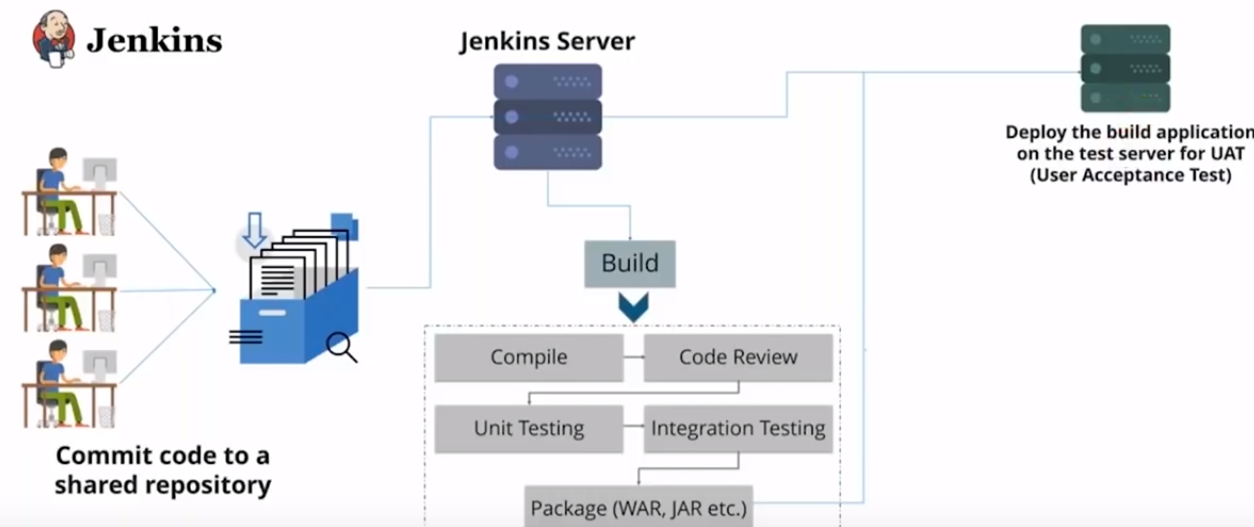 Jenkins
Jenkins Server
Deploy the build application
on the test server for UAT
(User Acceptance Test)
Build
Compile
Code Review
Unit Testing
Integration Testing
Package (WAR, JAR etc.)
Commit code to a
shared repository